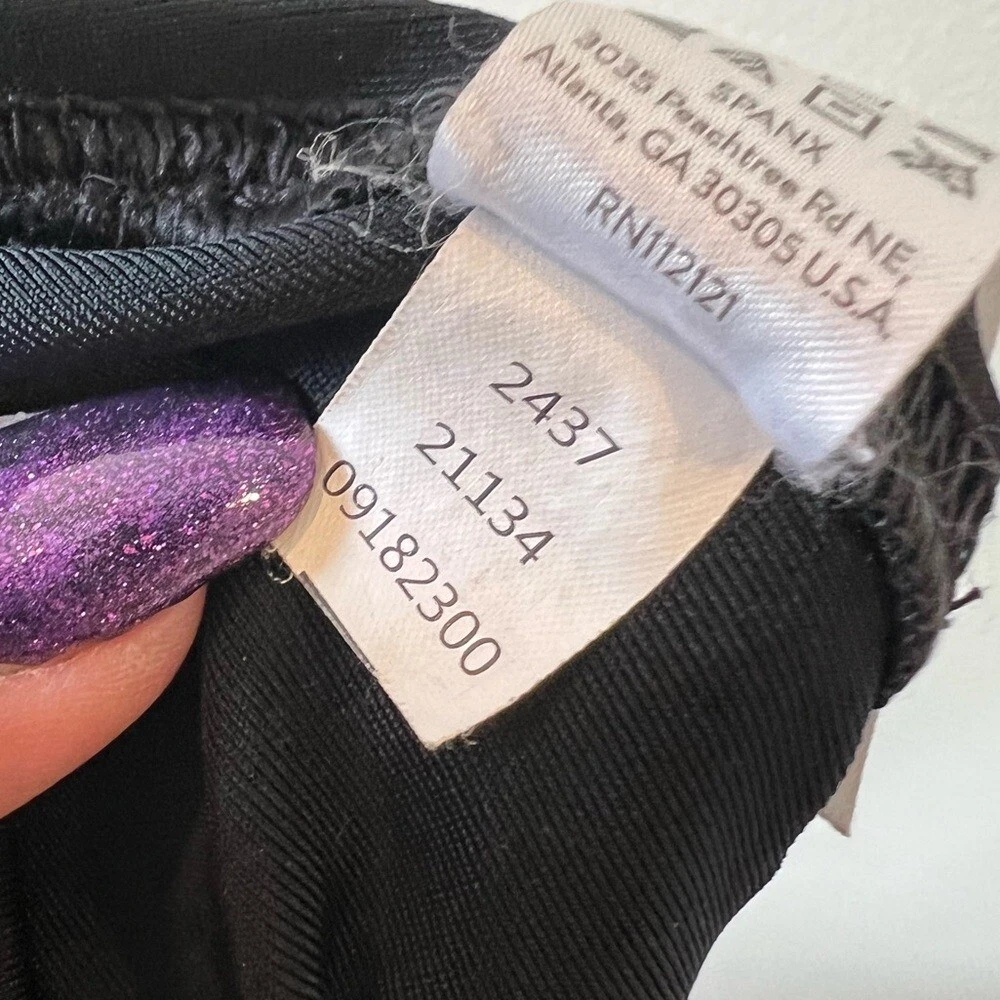 SPANX
3035 Peachtree Rd NE,
Atlanta, GA 30305 U.S.A.
RN112121
2437
21134
09182300